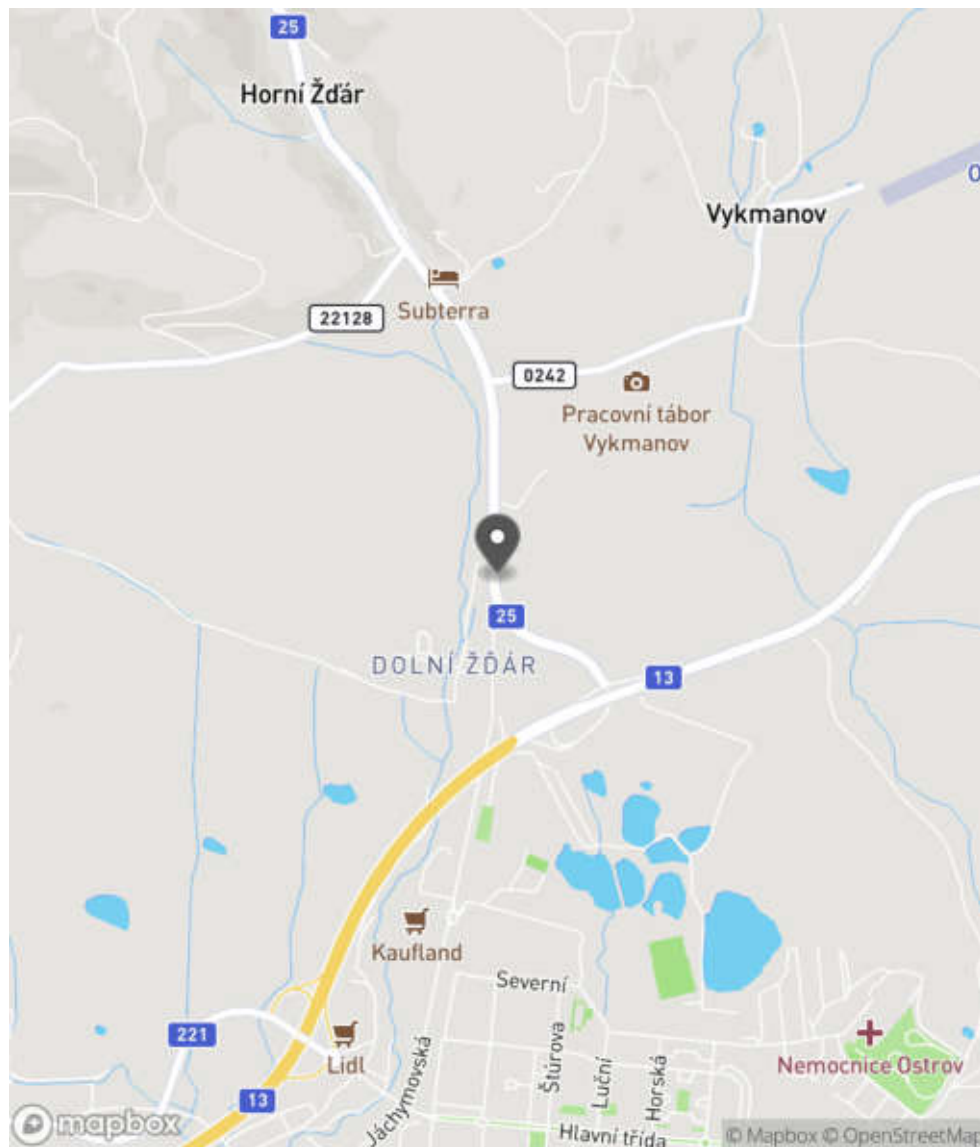 25
Horní Žďár
Vykmanov
Subterra
22128
0242
Pracovní tábor
Vykmanov
25
DOLNÍ ŽĎÁR
13
Kaufland
Severní
221
Lidl
Jáchymovská
Štúrova
Luční
Horská
Nemocnice Ostrov
13
Hlavní třída
mapbox
© Mapbox © OpenStreetMap